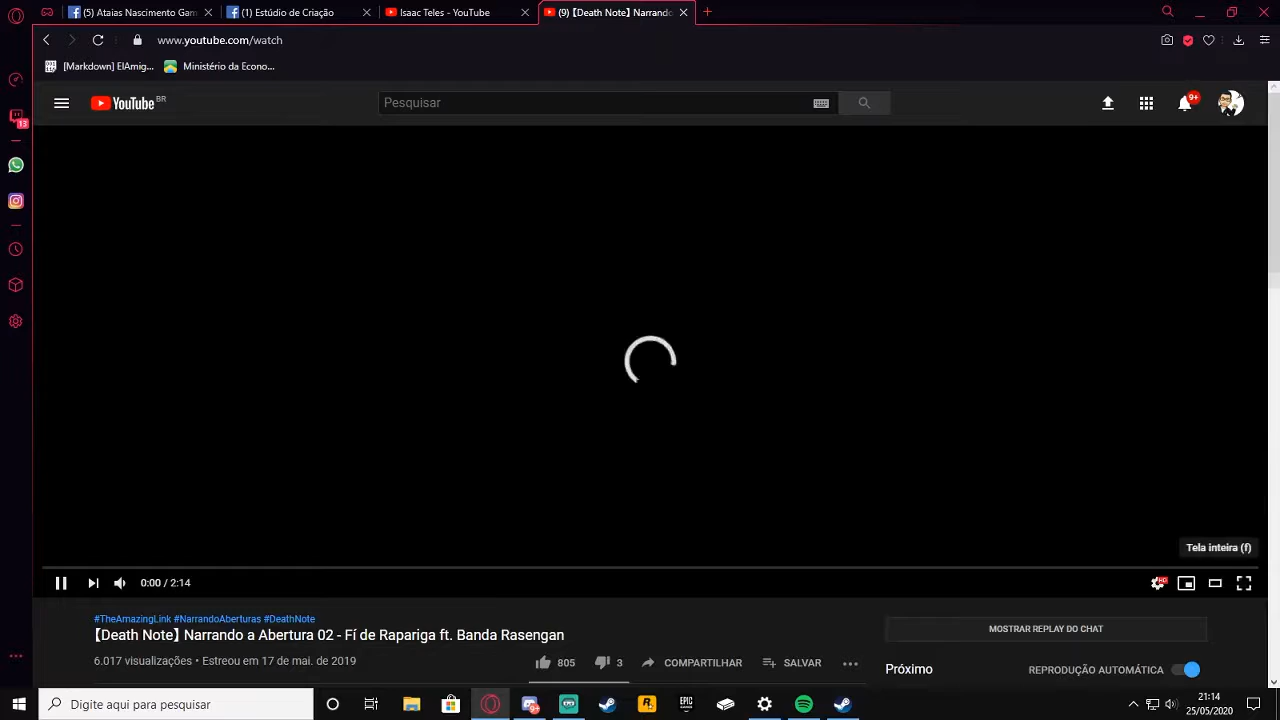 (5) Ataias Nascimento Gam
(1) Estúdio de Criação
Isaac Teles - YouTube
(9) 【Death Note】 Narrando
www.youtube.com/watch
[Markdown] ElAmig...
Ministério da Econo...
YouTube BR
Pesquisar
9+
13
Tela inteira (f)
0:00 / 2:14
HD
#TheAmazingLink #NarrandoAberturas #DeathNote
【Death Note】 Narrando a Abertura 02 - Fí de Rapariga ft. Banda Rasengan
6.017 visualizações • Estreou em 17 de mai. de 2019
805
3
COMPARTILHAR
SALVAR
MOSTRAR REPLAY DO CHAT
Próximo
REPRODUÇÃO AUTOMÁTICA
Digite aqui para pesquisar
EPIC
21:14
25/05/2020